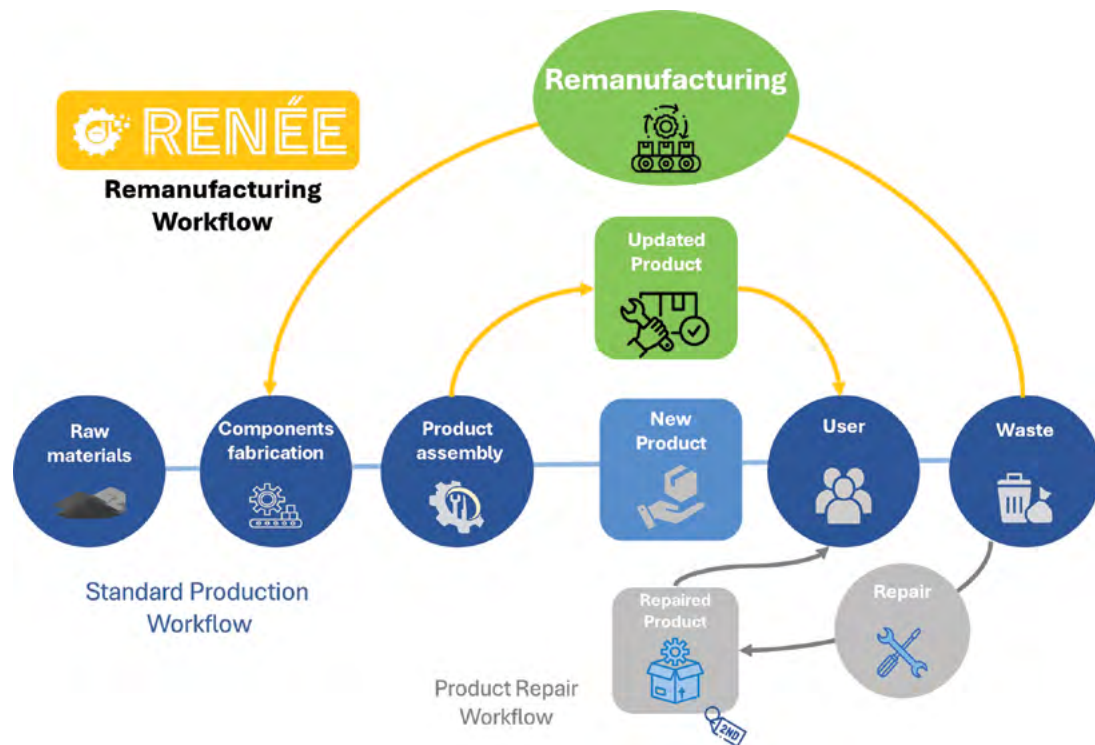 Remanufacturing
RENÉE
Remanufacturing
Workflow
Updated
Product
Raw
materials
Components
fabrication
Product
assembly
New
Product
User
Waste
Standard Production
Workflow
Repaired
Product
Repair
Product Repair
Workflow
2ND